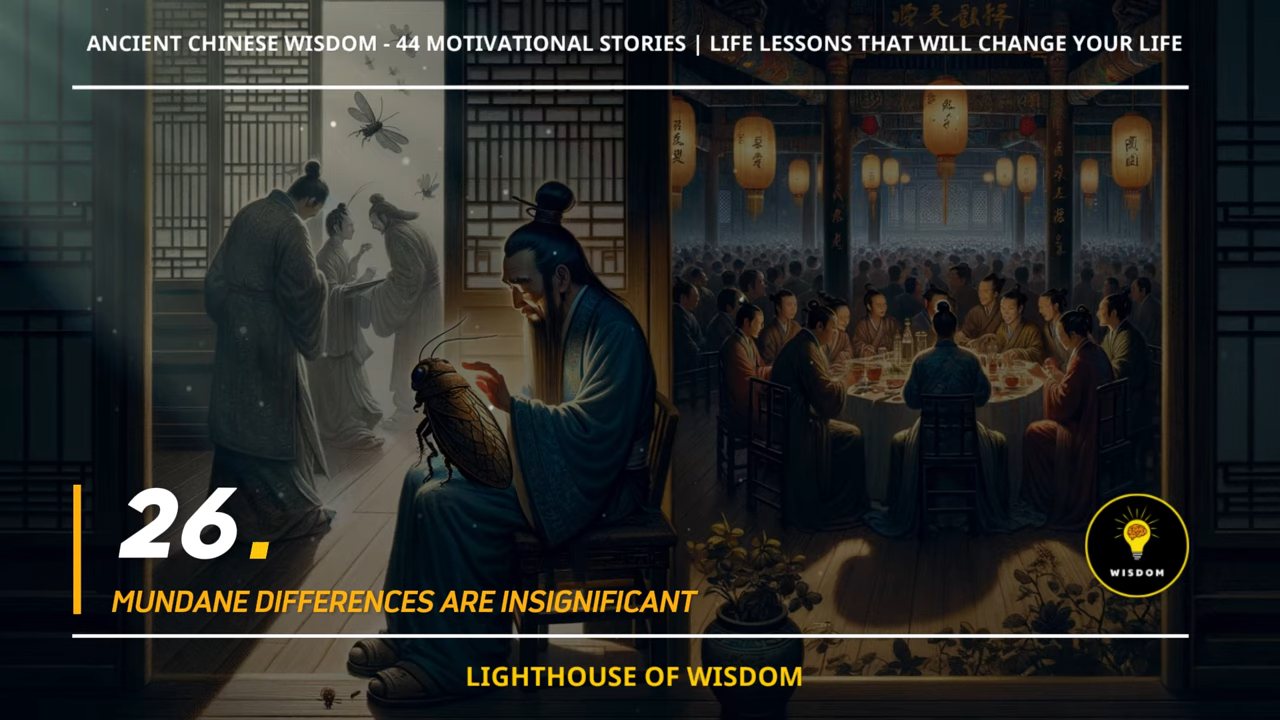 ANCIENT CHINESE WISDOM - 44 MOTIVATIONAL STORIES | LIFE LESSONS THAT WILL CHANGE YOUR LIFE
26.
MUNDANE DIFFERENCES ARE INSIGNIFICANT
WISDOM
LIGHTHOUSE OF WISDOM